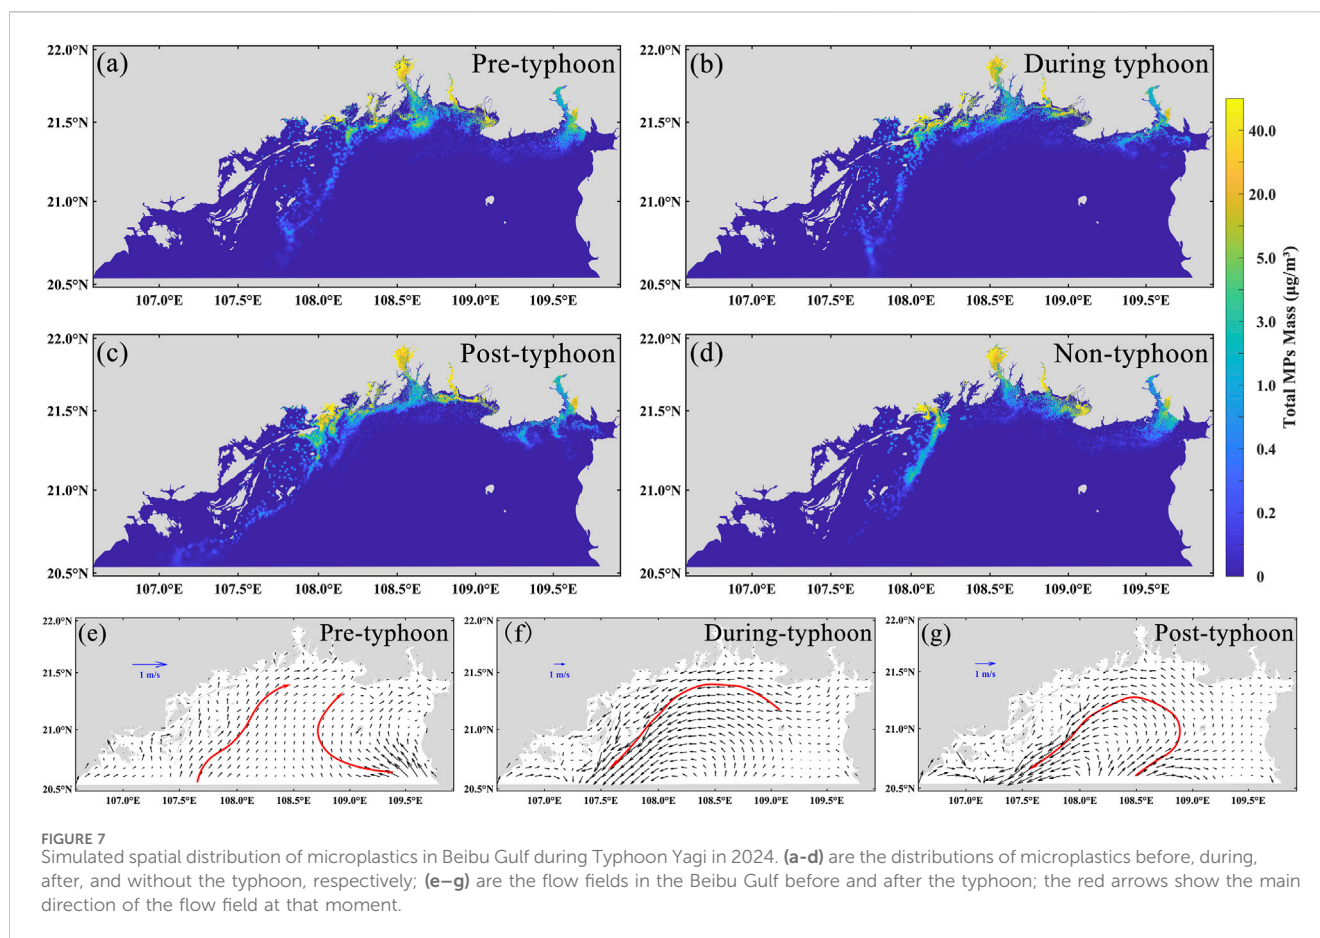 (a) Pre-typhoon
22.0°N
21.5°N
21.0°N
20.5°N
107.0°E 107.5°E 108.0°E 108.5°E 109.0°E 109.5°E
(b) During typhoon
22.0°N
21.5°N
21.0°N
20.5°N
107.0°E 107.5°E 108.0°E 108.5°E 109.0°E 109.5°E
(c) Post-typhoon
22.0°N
21.5°N
21.0°N
20.5°N
107.0°E 107.5°E 108.0°E 108.5°E 109.0°E 109.5°E
(d) Non-typhoon
22.0°N
21.5°N
21.0°N
20.5°N
107.0°E 107.5°E 108.0°E 108.5°E 109.0°E 109.5°E
40.0
20.0
5.0
3.0
1.0
0.4
0.2
0
Total MPs Mass (μg/m³)
(e) Pre-typhoon
22.0°N
21.5°N
21.0°N
20.5°N
1 m/s
107.0°E 107.5°E 108.0°E 108.5°E 109.0°E 109.5°E
(f) During-typhoon
22.0°N
21.5°N
21.0°N
20.5°N
1 m/s
107.0°E 107.5°E 108.0°E 108.5°E 109.0°E 109.5°E
(g) Post-typhoon
22.0°N
21.5°N
21.0°N
20.5°N
1 m/s
107.0°E 107.5°E 108.0°E 108.5°E 109.0°E 109.5°E
FIGURE 7
Simulated spatial distribution of microplastics in Beibu Gulf during Typhoon Yagi in 2024. (a-d) are the distributions of microplastics before, during,
after, and without the typhoon, respectively; (e–g) are the flow fields in the Beibu Gulf before and after the typhoon; the red arrows show the main
direction of the flow field at that moment.